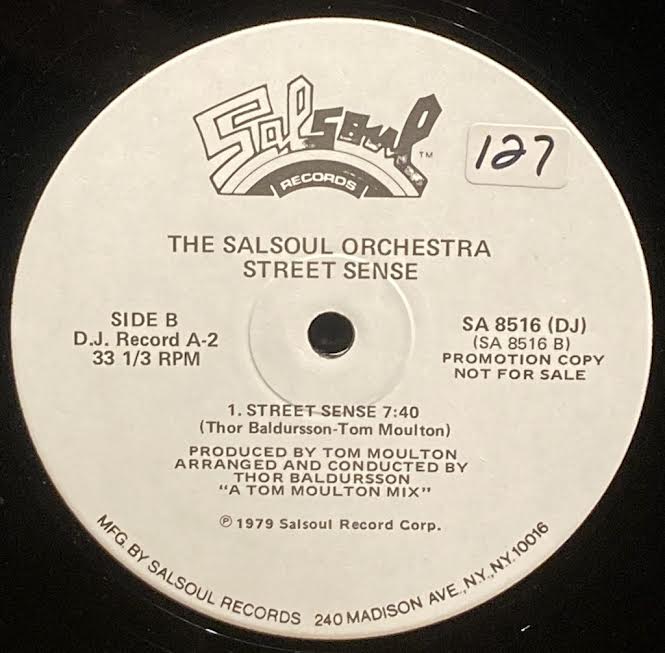 Salsoul
RECORDS
TM
127
THE SALSOUL ORCHESTRA
STREET SENSE
SIDE B
D.J. Record A-2
33 1/3 RPM
SA 8516 (DJ)
(SA 8516 B)
PROMOTION COPY
NOT FOR SALE
1. STREET SENSE 7:40
(Thor Baldursson-Tom Moulton)
PRODUCED BY TOM MOULTON
ARRANGED AND CONDUCTED BY
THOR BALDURSSON
"A TOM MOULTON MIX"
℗ 1979 Salsoul Record Corp.
MFG. BY SALSOUL RECORDS 240 MADISON AVE., N.Y., N.Y. 10016